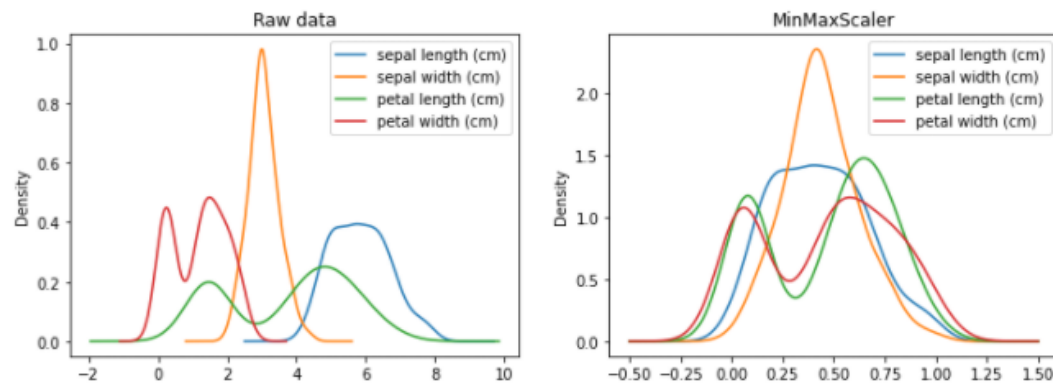 Raw data
1.0
0.8
0.6
0.4
0.2
0.0
Density
sepal length (cm)
sepal width (cm)
petal length (cm)
petal width (cm)
−2 0 2 4 6 8 10
MinMaxScaler
2.0
1.5
1.0
0.5
0.0
Density
sepal length (cm)
sepal width (cm)
petal length (cm)
petal width (cm)
−0.50 −0.25 0.00 0.25 0.50 0.75 1.00 1.25 1.50